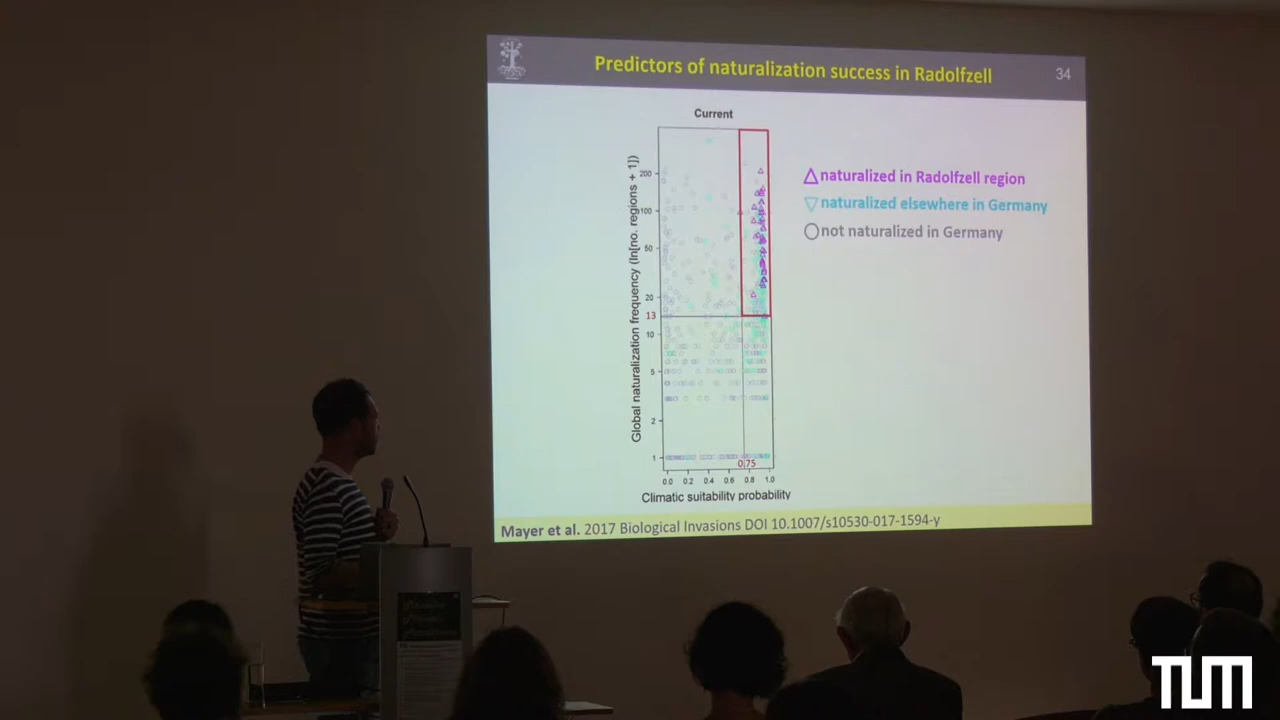 Predictors of naturalization success in Radolfzell
34
Current
Global naturalization frequency (ln[no. regions + 1])
200
100
50
20
13
10
5
2
1
0.75
0.0 0.2 0.4 0.6 0.8 1.0
Climatic suitability probability
naturalized in Radolfzell region
naturalized elsewhere in Germany
not naturalized in Germany
Mayer et al. 2017 Biological Invasions DOI 10.1007/s10530-017-1594-y
TUM